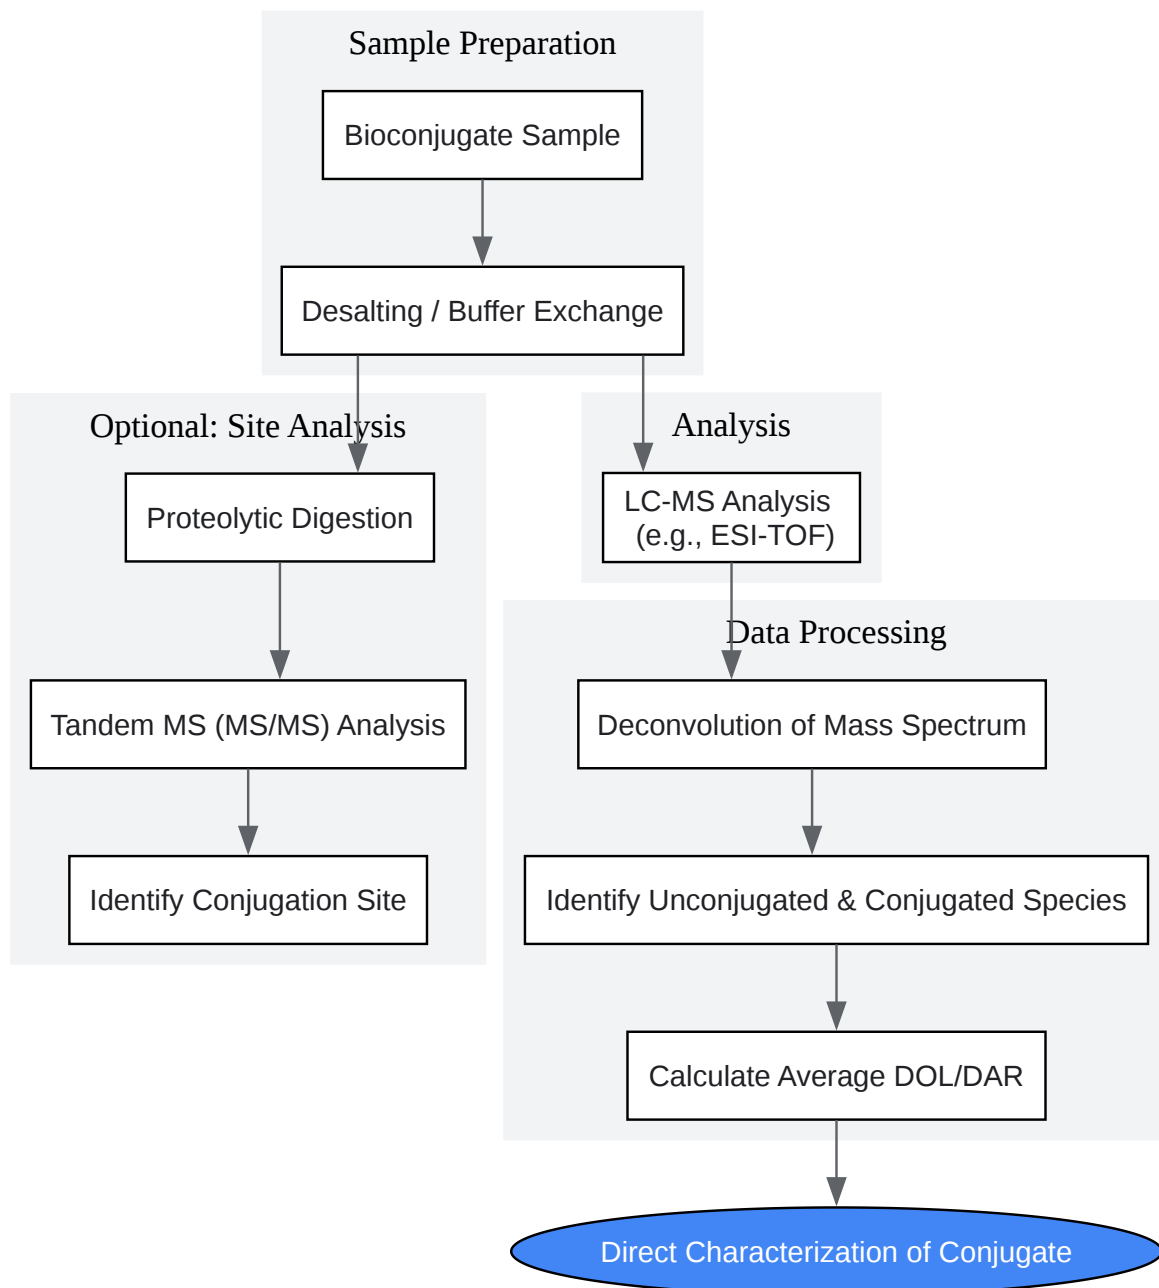 Sample Preparation
Bioconjugate Sample
Desalting / Buffer Exchange
Optional: Site Analysis
Proteolytic Digestion
Tandem MS (MS/MS) Analysis
Identify Conjugation Site
Analysis
LC-MS Analysis
(e.g., ESI-TOF)
Data Processing
Deconvolution of Mass Spectrum
Identify Unconjugated & Conjugated Species
Calculate Average DOL/DAR
Direct Characterization of Conjugate